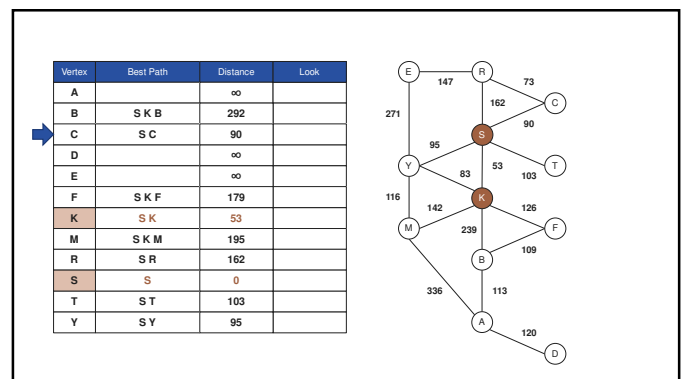 Vertex Best Path Distance Look
A ∞
B S K B 292
C S C 90
D ∞
E ∞
F S K F 179
K S K 53
M S K M 195
R S R 162
S S 0
T S T 103
Y S Y 95
E R
147 73
C
271 162
90
S
95
53 T
Y 83 103
116 K
142 126
M 239 F
109
B
336 113
A
120
D